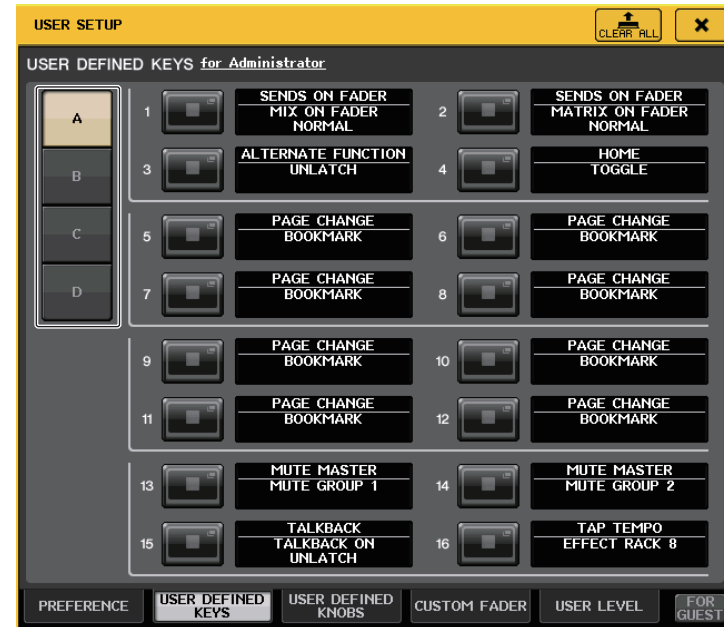 USER SETUP
CLEAR ALL
USER DEFINED KEYS for Administrator
A
B
C
D
1
SENDS ON FADER
MIX ON FADER
NORMAL
2
SENDS ON FADER
MATRIX ON FADER
NORMAL
3
ALTERNATE FUNCTION
UNLATCH
4
HOME
TOGGLE
5
PAGE CHANGE
BOOKMARK
6
PAGE CHANGE
BOOKMARK
7
PAGE CHANGE
BOOKMARK
8
PAGE CHANGE
BOOKMARK
9
PAGE CHANGE
BOOKMARK
10
PAGE CHANGE
BOOKMARK
11
PAGE CHANGE
BOOKMARK
12
PAGE CHANGE
BOOKMARK
13
MUTE MASTER
MUTE GROUP 1
14
MUTE MASTER
MUTE GROUP 2
15
TALKBACK
TALKBACK ON
UNLATCH
16
TAP TEMPO
EFFECT RACK 8
PREFERENCE
USER DEFINED
KEYS
USER DEFINED
KNOBS
CUSTOM FADER
USER LEVEL
FOR
GUEST